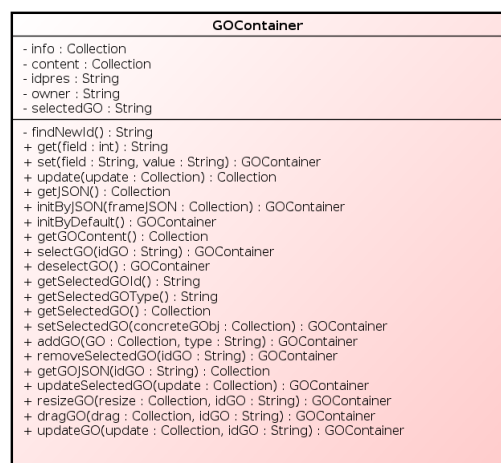 GOContainer
- info : Collection
- content : Collection
- idpres : String
- owner : String
- selectedGO : String
- findNewId() : String
+ get(field : int) : String
+ set(field : String, value : String) : GOContainer
+ update(update : Collection) : Collection
+ getJSON() : Collection
+ initByJSON(frameJSON : Collection) : GOContainer
+ initByDefault() : GOContainer
+ getGOContent() : Collection
+ selectGO(idGO : String) : GOContainer
+ deselectGO() : GOContainer
+ getSelectedGOId() : String
+ getSelectedGOType() : String
+ getSelectedGO() : Collection
+ setSelectedGO(concreteGObj : Collection) : GOContainer
+ addGO(GO : Collection, type : String) : GOContainer
+ removeSelectedGO(idGO : String) : GOContainer
+ getGOJSON(idGO : String) : Collection
+ updateSelectedGO(update : Collection) : GOContainer
+ resizeGO(resize : Collection, idGO : String) : GOContainer
+ dragGO(drag : Collection, idGO : String) : GOContainer
+ updateGO(update : Collection, idGO : String) : GOContainer